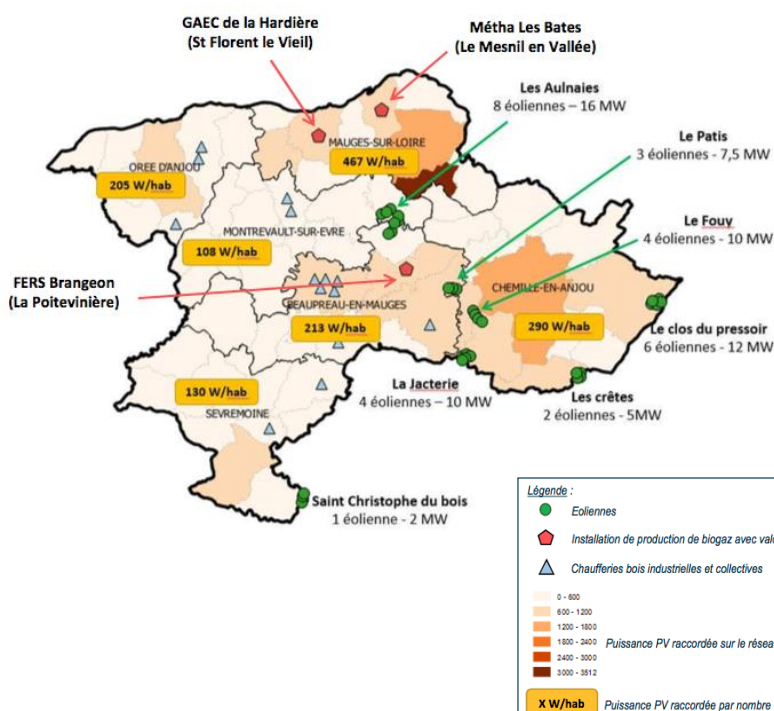 GAEC de la Hardière
(St Florent le Vieil)
Métha Les Bates
(Le Mesnil en Vallée)
Les Aulnaies
8 éoliennes – 16 MW
Le Patis
3 éoliennes - 7,5 MW
MAUGES-SUR-LOIRE
467 W/hab
OREE D'ANJOU
205 W/hab
Le Fouy
4 éoliennes - 10 MW
MONTREVAULT-SUR-EVRE
108 W/hab
FERS Brangeon
(La Poitevinière)
CHEMILLE-EN-ANJOU
290 W/hab
BEAUPREAU-EN-MAUGES
213 W/hab
Le clos du pressoir
6 éoliennes - 12 MW
La Jacterie
4 éoliennes – 10 MW
Les crêtes
2 éoliennes - 5MW
130 W/hab
SEVREMOINE
Saint Christophe du bois
1 éolienne - 2 MW
Légende :
Eoliennes
Installation de production de biogaz avec valo
Chaufferies bois industrielles et collectives
0 - 600
600 - 1200
1200 - 1800
1800 - 2400
2400 - 3000
3000 - 3512
Puissance PV raccordée sur le résea
X W/hab
Puissance PV raccordée par nombre